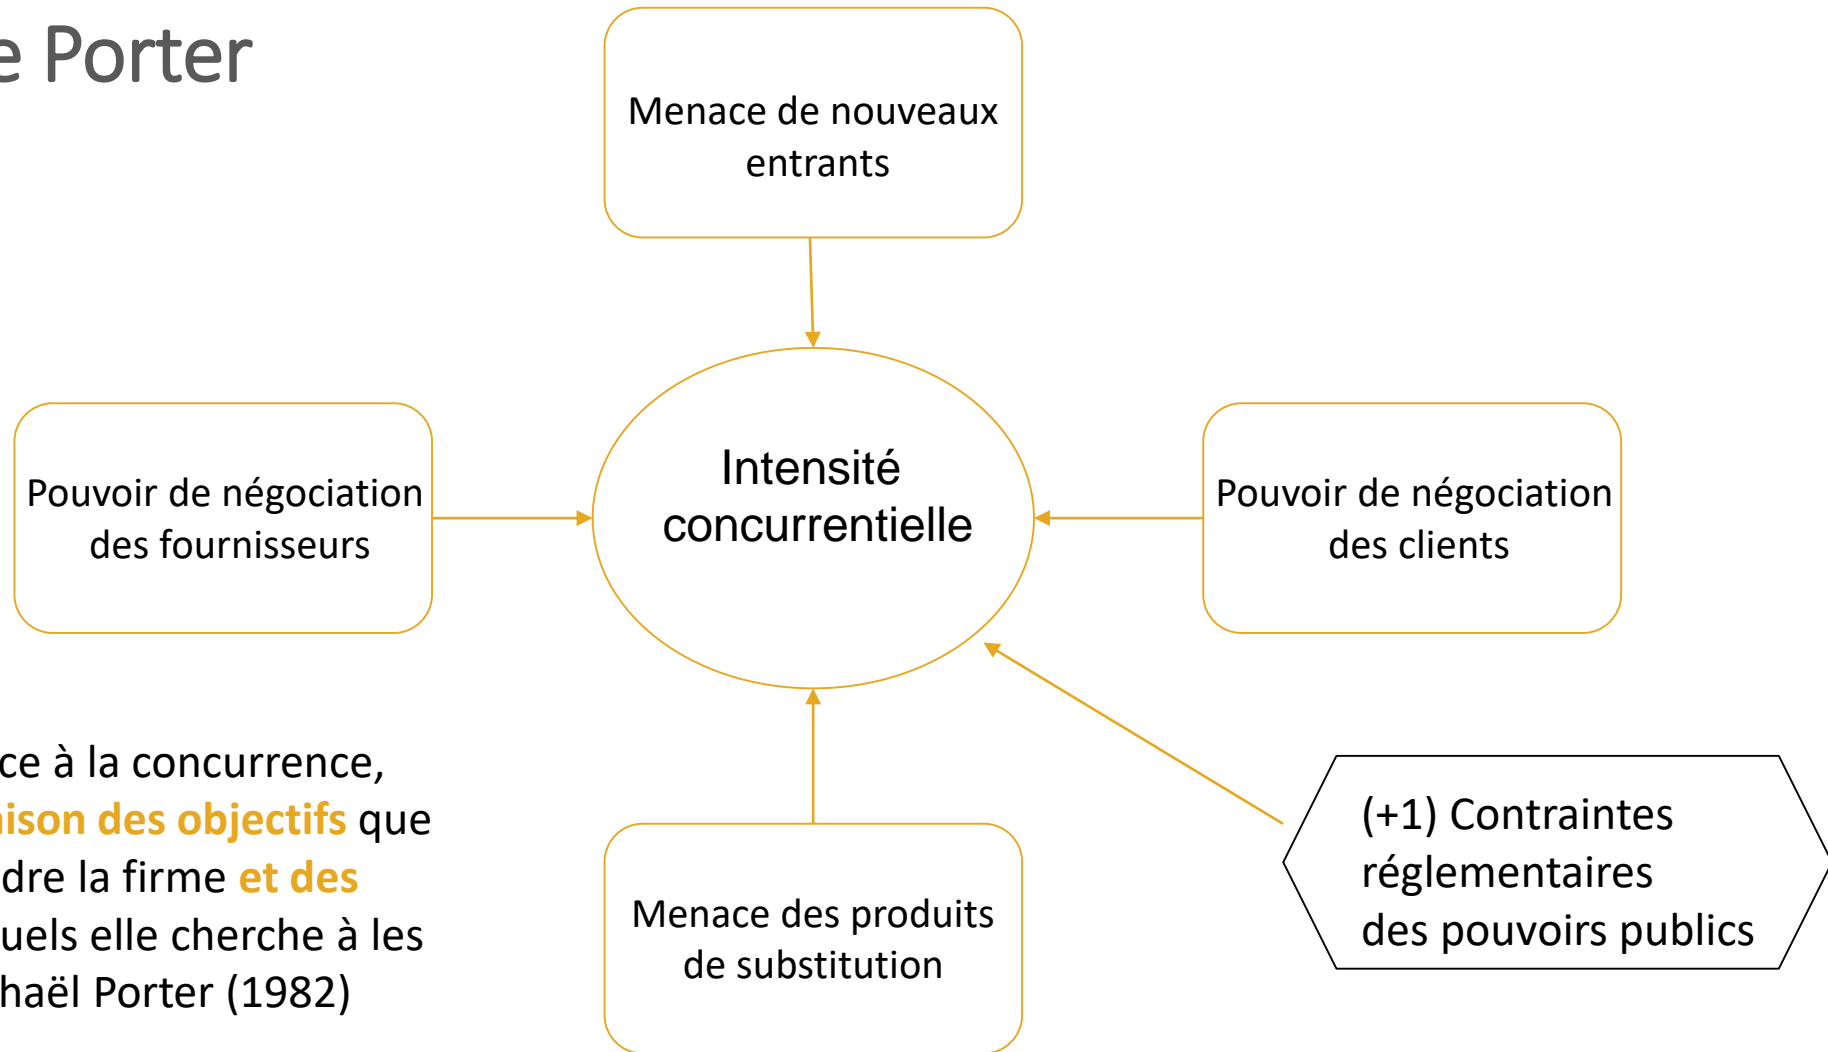 e Porter
Menace de nouveaux
entrants
Pouvoir de négociation
des fournisseurs
Intensité
concurrentielle
Pouvoir de négociation
des clients
ce à la concurrence,
aison des objectifs que
dre la firme et des
uels elle cherche à les
haël Porter (1982)
Menace des produits
de substitution
(+1) Contraintes
réglementaires
des pouvoirs publics